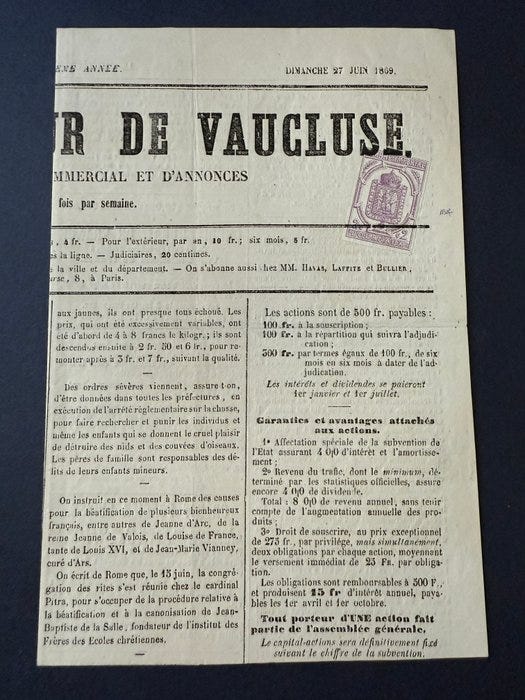 ÈME ANNÉE.
DIMANCHE 27 JUIN 1869.
UR DE VAUCLUSE.
MMERCIAL ET D'ANNONCES
fois par semaine.
, 4 fr. — Pour l'extérieur, par an, 10 fr.; six mois, 5 fr.
la ligne. — Judiciaires, 20 centimes.
la ville et du département. — On s'abonne aussi chez MM. HAVAS, LAFFITE et BULLIER,
8, à Paris.
aux jaunes, ils ont presque tous échoué. Les
prix, qui ont été excessivement variables, ont
été d'abord de 4 à 8 francs le kilogr.; ils sont
descendus ensuite à 2 fr. 50 et 6 fr., pour re-
monter après à 3 fr. et 7 fr., suivant la qualité.
Des ordres sévères viennent, assure t-on,
d'être données dans toutes les préfectures, en
exécution de l'arrêté règlementaire sur la chasse,
pour faire rechercher et punir les individus et
même les enfants qui se donnent le cruel plaisir
de détruire des nids et des couvées d'oiseaux.
Les pères de famille sont responsables des dé-
lits de leurs enfants mineurs.
On instruit en ce moment à Rome des causes
pour la béatification de plusieurs bienheureux
français, entre autres de Jeanne d'Arc, de la
reine Jeanne de Valois, de Louise de France,
tante de Louis XVI, et de Jean-Marie Vianney,
curé d'Ars.
On écrit de Rome que, le 15 juin, la congré-
gation des rites s'est réunie chez le cardinal
Pitra, pour s'occuper de la procédure relative à
la béatification et à la canonisation de Jean-
Baptiste de la Salle, fondateur de l'institut des
Frères des Ecoles chrétiennes.
Les actions sont de 500 fr. payables :
100 fr. à la souscription;
100 fr. à la répartition qui suivra l'adjudi-
cation;
300 fr. par termes égaux de 100 fr., de six
mois en six mois à dater de l'ad-
judication.
Les intérêts et dividendes se paieront
1er janvier et 1er juillet.
Garanties et avantages attachés
aux actions.
1o Affectation spéciale de la subvention de
l'Etat assurant 4 0/0 d'intérêt et l'amortisse-
ment;
2o Revenu du trafic, dont le minimum, dé-
terminé par les statistiques officielles, assure
encore 4 0/0 de dividende.
Total : 8 0/0 de revenu annuel, sans tenir
compte de l'augmentation annuelle des pro-
duits;
3o Droit de souscrire, au prix exceptionnel
de 275 fr., par privilège, mais simultanément,
deux obligations par chaque action, moyennant
le versement immédiat de 25 Fr. par obliga-
tion.
Les obligations sont remboursables à 500 F.
et produisent 15 fr d'intérêt annuel, paya-
bles les 1er avril et 1er octobre.
Tout porteur d'UNE action fait
partie de l'assemblée générale.
Le capital-actions sera définitivement fixé
suivant le chiffre de la subvention.